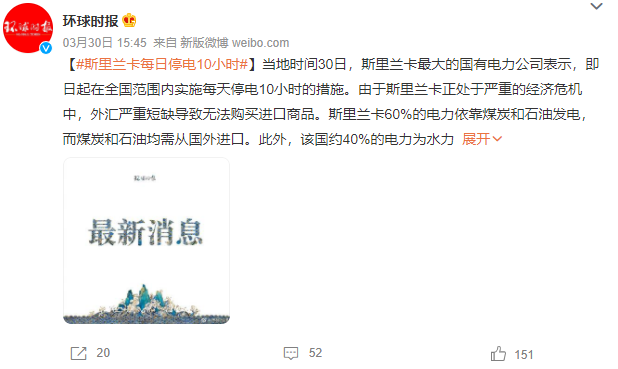 环球时报
环球时报
03月30日 15:45 来自 新版微博 weibo.com
【#斯里兰卡每日停电10小时#】当地时间30日，斯里兰卡最大的国有电力公司表示，即
日起在全国范围内实施每天停电10小时的措施。由于斯里兰卡正处于严重的经济危机
中，外汇严重短缺导致无法购买进口商品。斯里兰卡60%的电力依靠煤炭和石油发电，
而煤炭和石油均需从国外进口。此外，该国约40%的电力为水力 展开
环球时报
最新消息
20
52
151